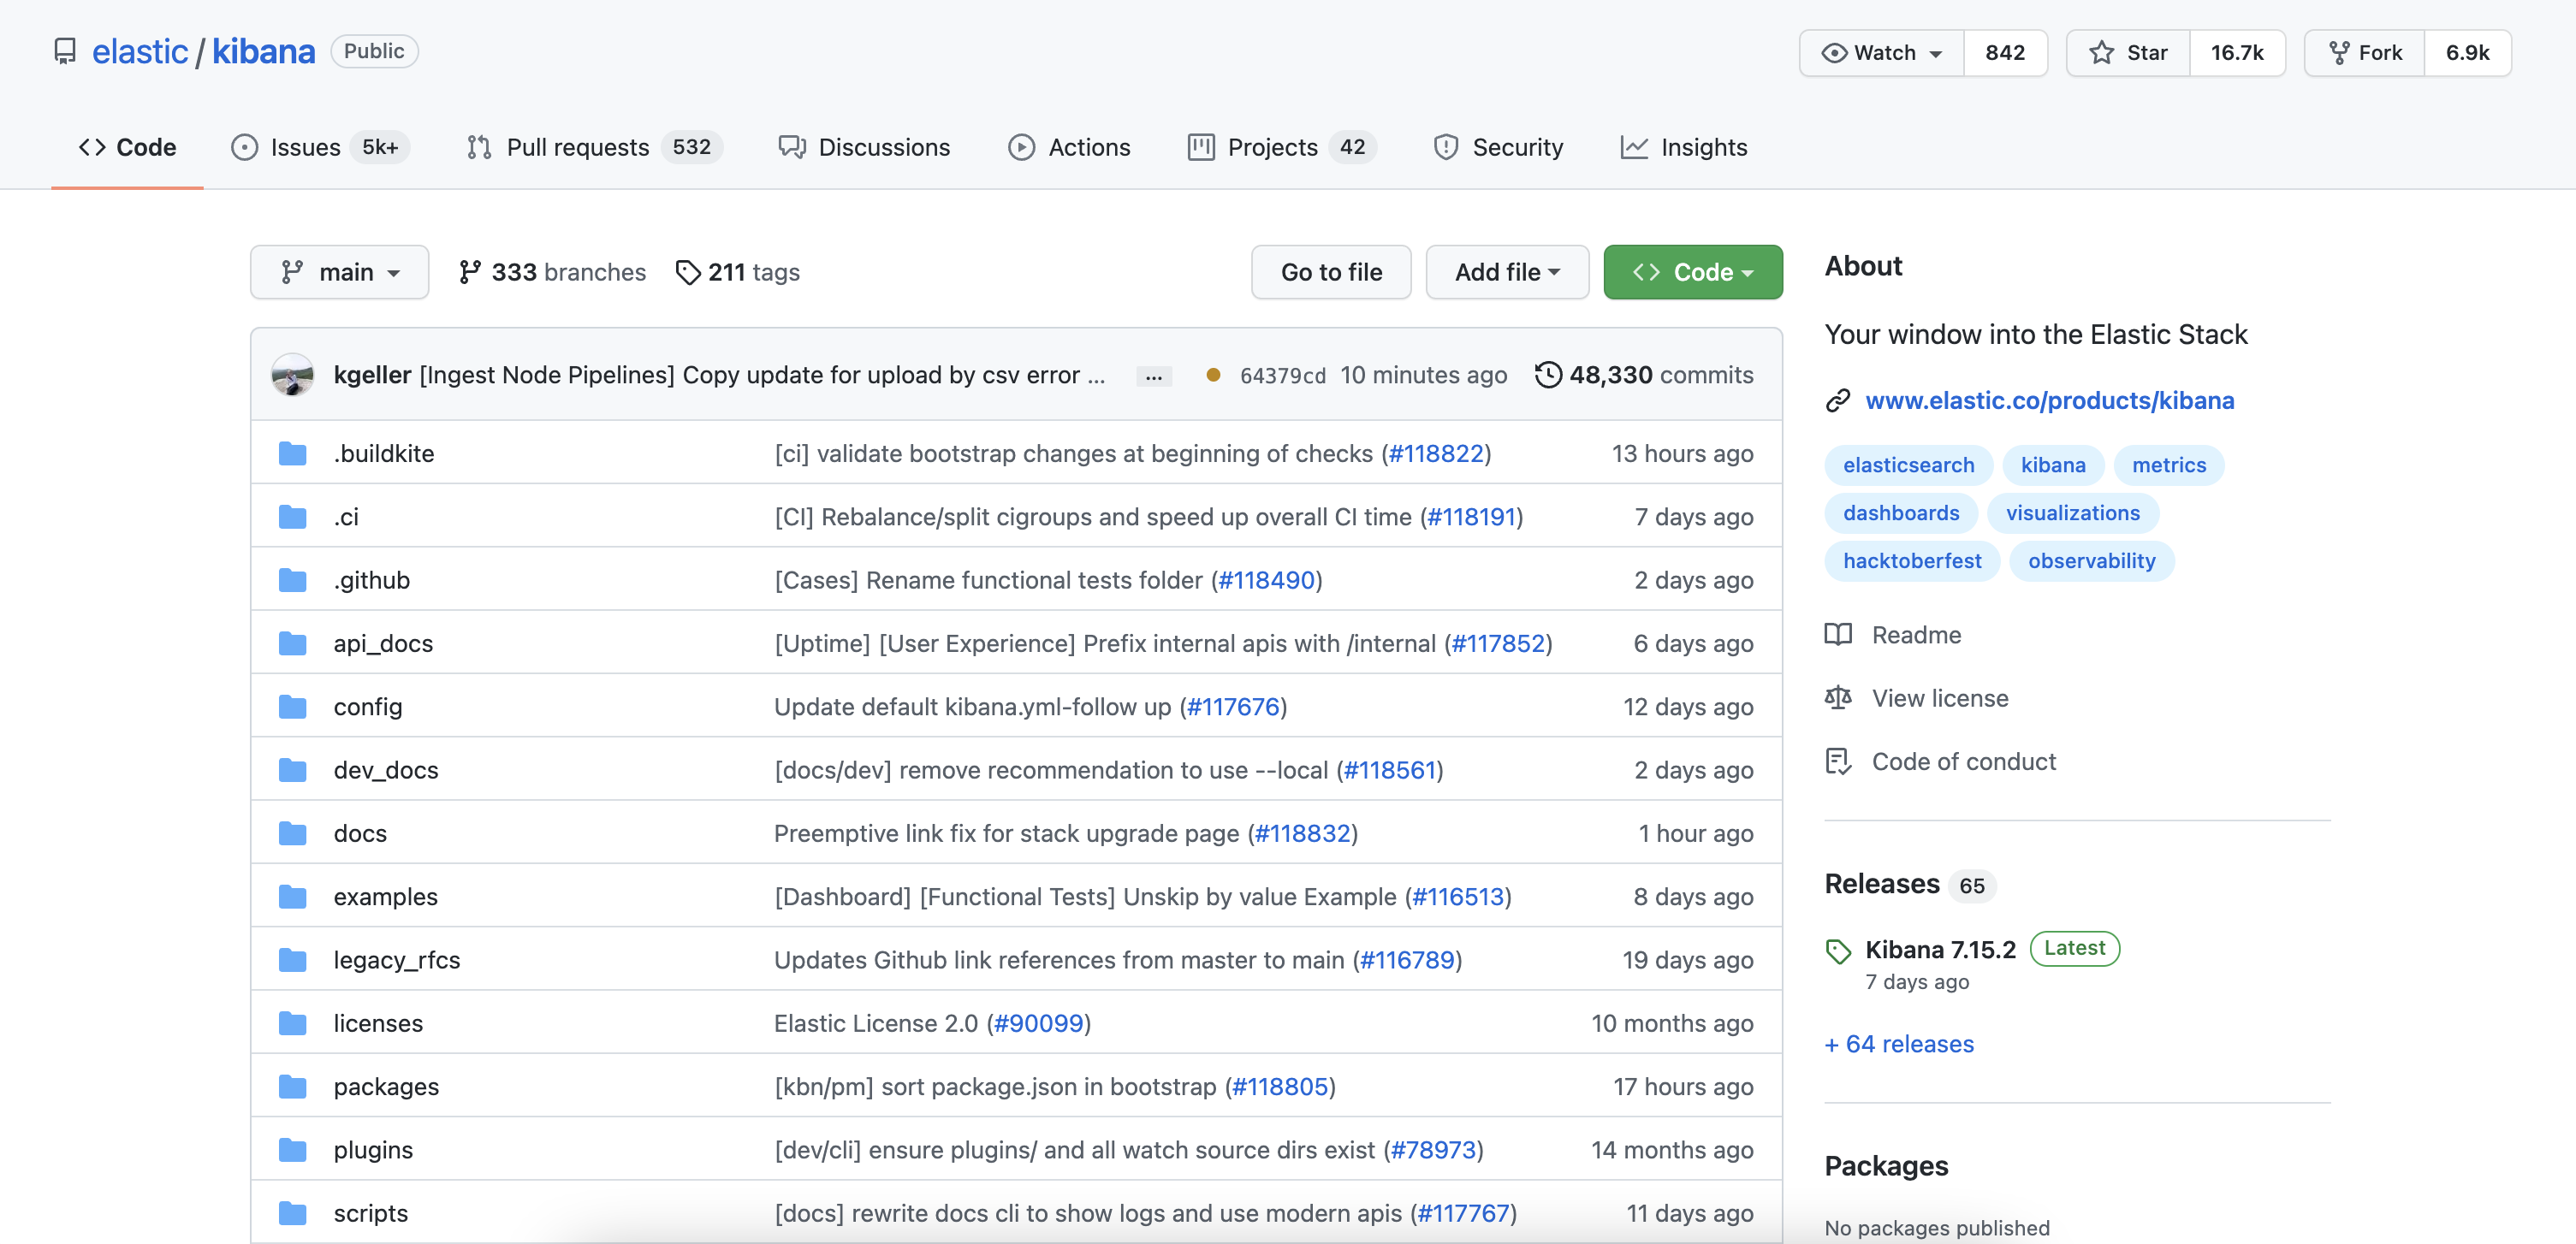 elastic / kibana Public Watch 842 Star 16.7k Fork 6.9k
Code Issues 5k+ Pull requests 532 Discussions Actions Projects 42 Security Insights
main 333 branches 211 tags Go to file Add file Code
kgeller [Ingest Node Pipelines] Copy update for upload by csv error ... ... 64379cd 10 minutes ago 48,330 commits
.buildkite [ci] validate bootstrap changes at beginning of checks (#118822) 13 hours ago
.ci [CI] Rebalance/split cigroups and speed up overall CI time (#118191) 7 days ago
.github [Cases] Rename functional tests folder (#118490) 2 days ago
api_docs [Uptime] [User Experience] Prefix internal apis with /internal (#117852) 6 days ago
config Update default kibana.yml-follow up (#117676) 12 days ago
dev_docs [docs/dev] remove recommendation to use --local (#118561) 2 days ago
docs Preemptive link fix for stack upgrade page (#118832) 1 hour ago
examples [Dashboard] [Functional Tests] Unskip by value Example (#116513) 8 days ago
legacy_rfcs Updates Github link references from master to main (#116789) 19 days ago
licenses Elastic License 2.0 (#90099) 10 months ago
packages [kbn/pm] sort package.json in bootstrap (#118805) 17 hours ago
plugins [dev/cli] ensure plugins/ and all watch source dirs exist (#78973) 14 months ago
scripts [docs] rewrite docs cli to show logs and use modern apis (#117767) 11 days ago
About
Your window into the Elastic Stack
www.elastic.co/products/kibana
elasticsearch kibana metrics
dashboards visualizations
hacktoberfest observability
Readme
View license
Code of conduct
Releases 65
Kibana 7.15.2 Latest
7 days ago
+ 64 releases
Packages
No packages published